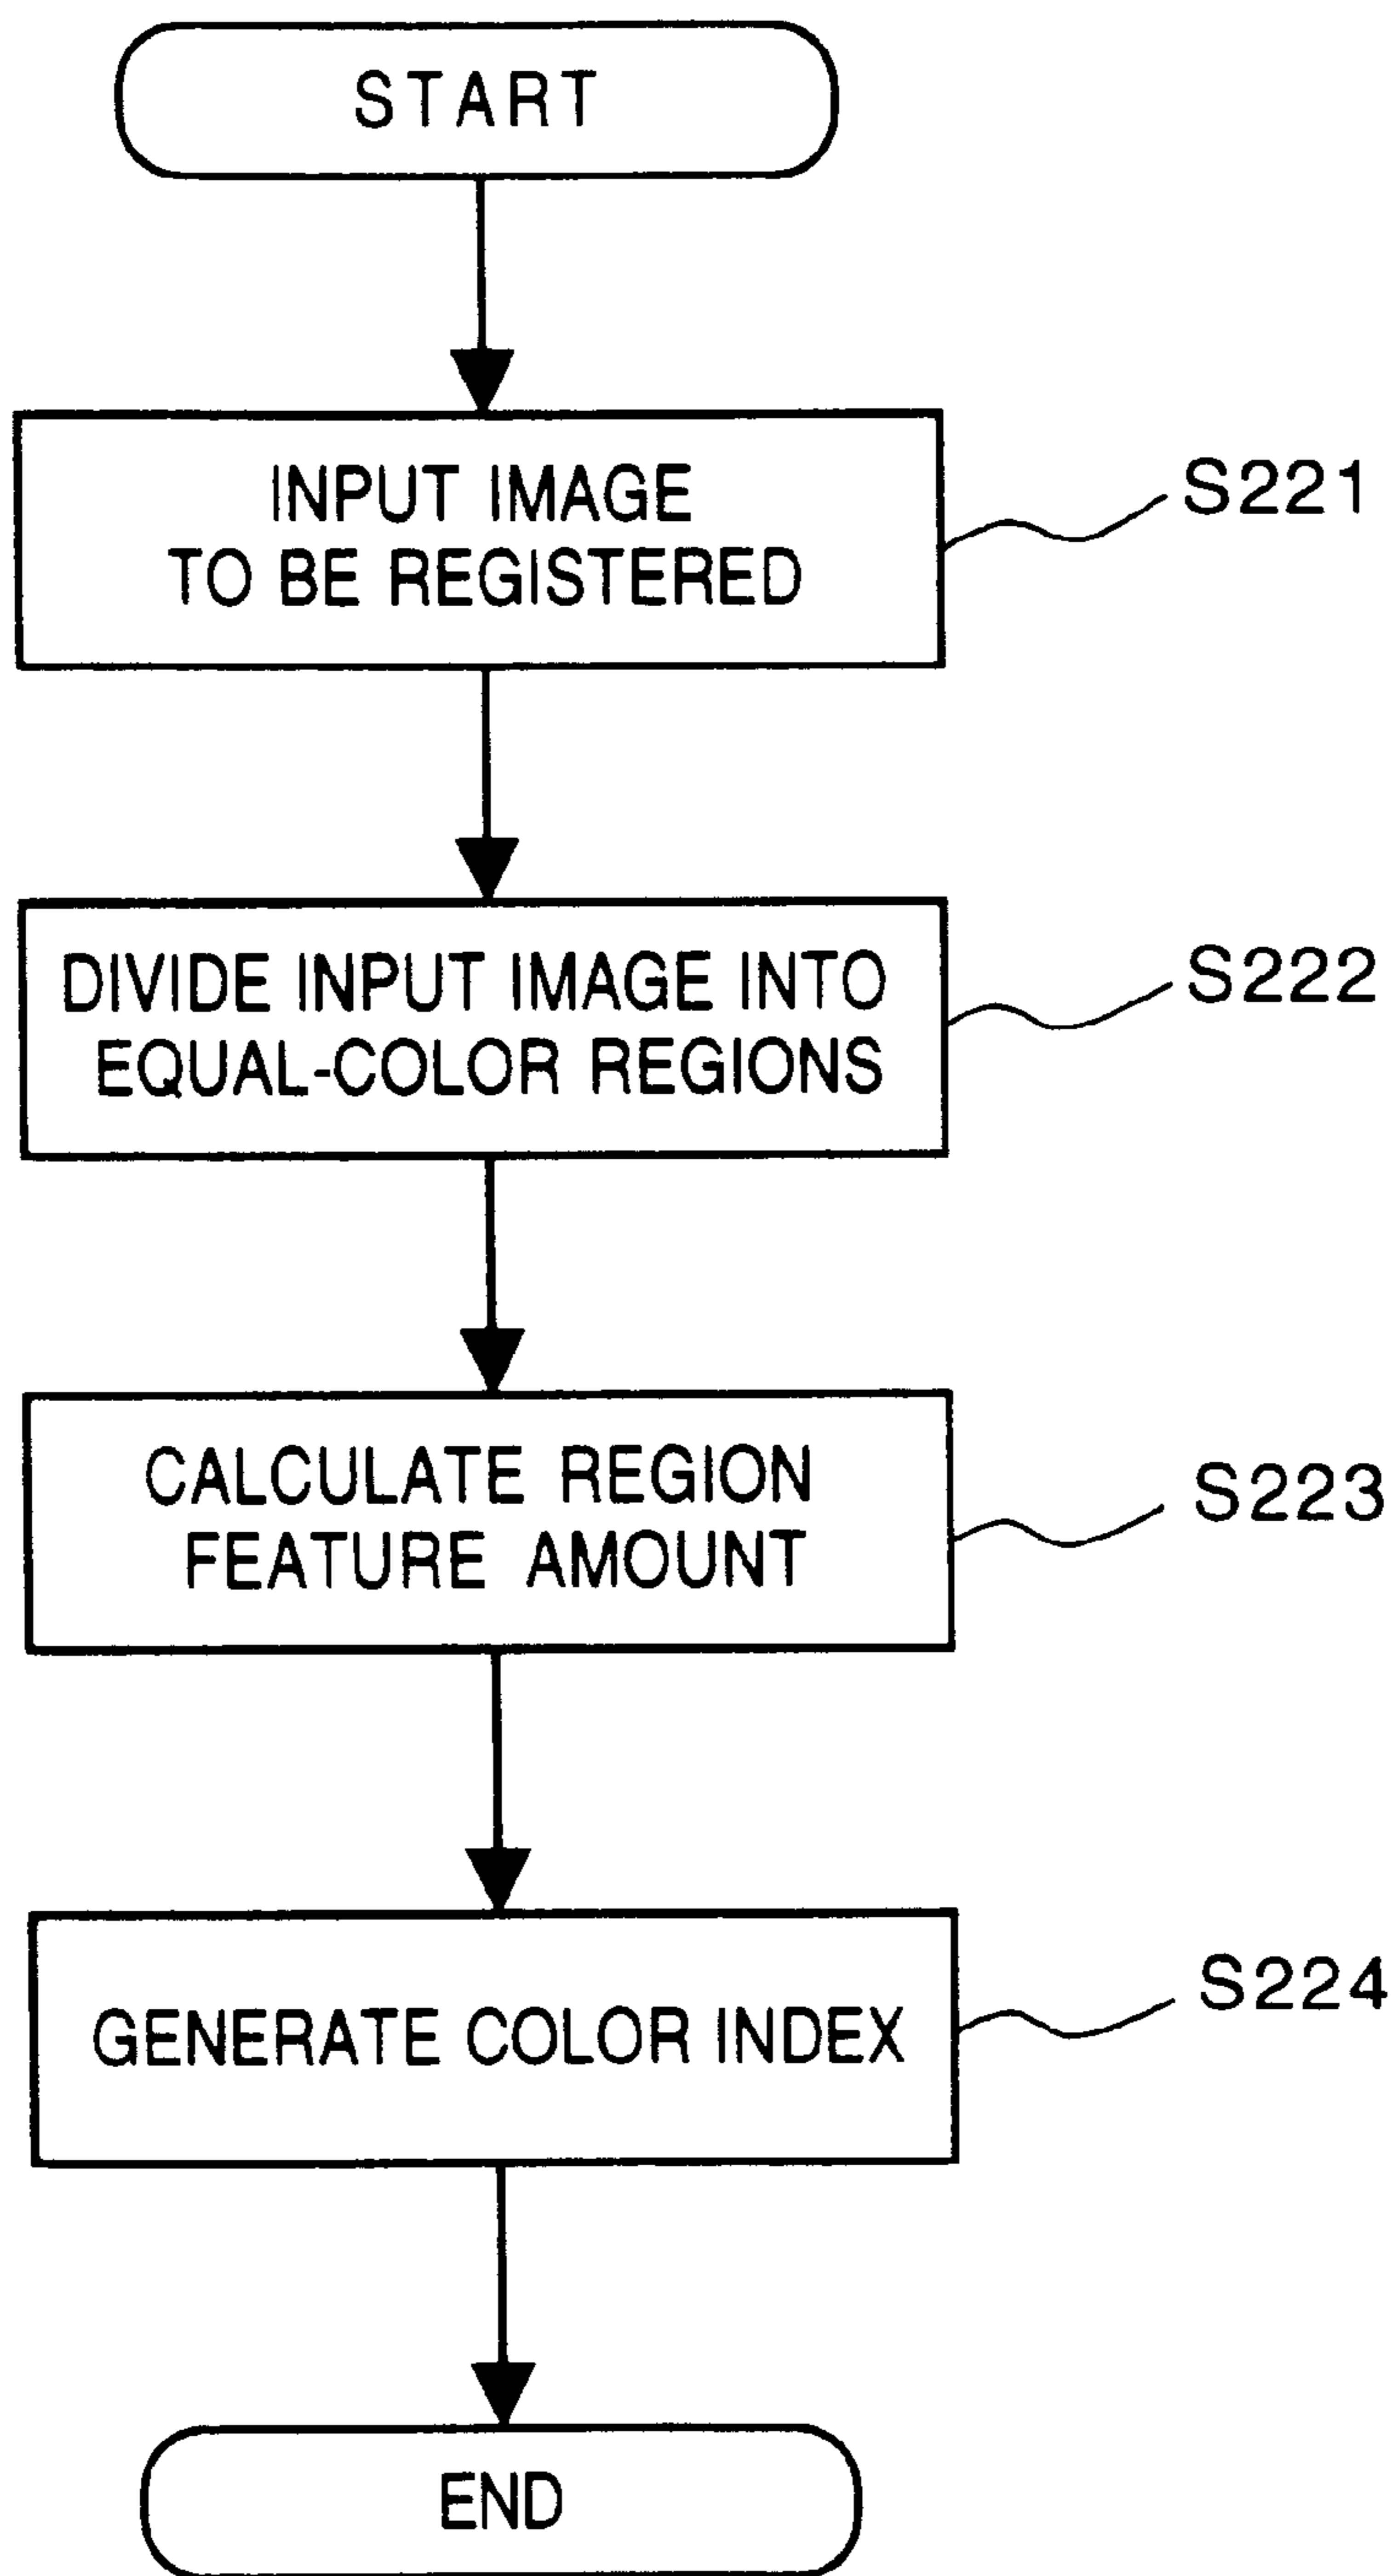 START
INPUT IMAGE
TO BE REGISTERED
S221
DIVIDE INPUT IMAGE INTO
EQUAL-COLOR REGIONS
S222
CALCULATE REGION
FEATURE AMOUNT
S223
GENERATE COLOR INDEX
S224
END